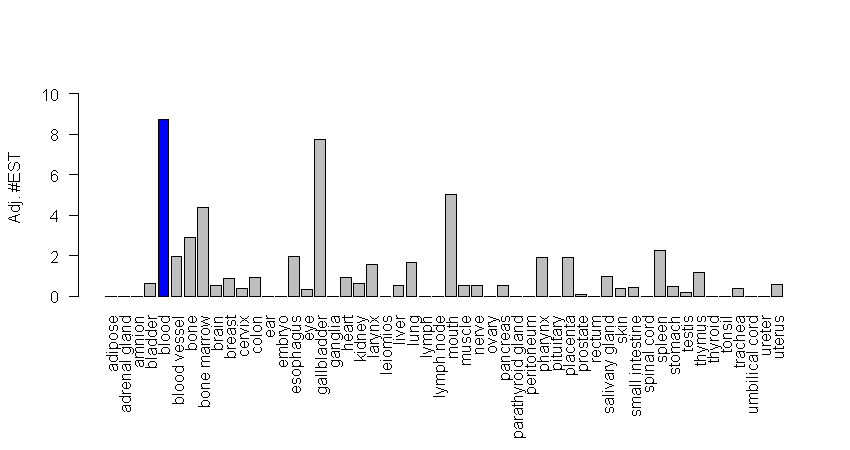 Adj. #EST
10
8
6
4
2
0
adipose
adrenal gland
amnion
bladder
blood
blood vessel
bone
bone marrow
brain
breast
cervix
colon
ear
embryo
esophagus
eye
gallbladder
ganglia
heart
kidney
larynx
leiomios
liver
lung
lymph
lymph node
mouth
muscle
nerve
ovary
pancreas
parathyroid gland
peritoneum
pharynx
pituitary
placenta
prostate
rectum
salivary gland
skin
small intestine
spinal cord
spleen
stomach
testis
thymus
thyroid
tonsil
trachea
umbilical cord
ureter
uterus